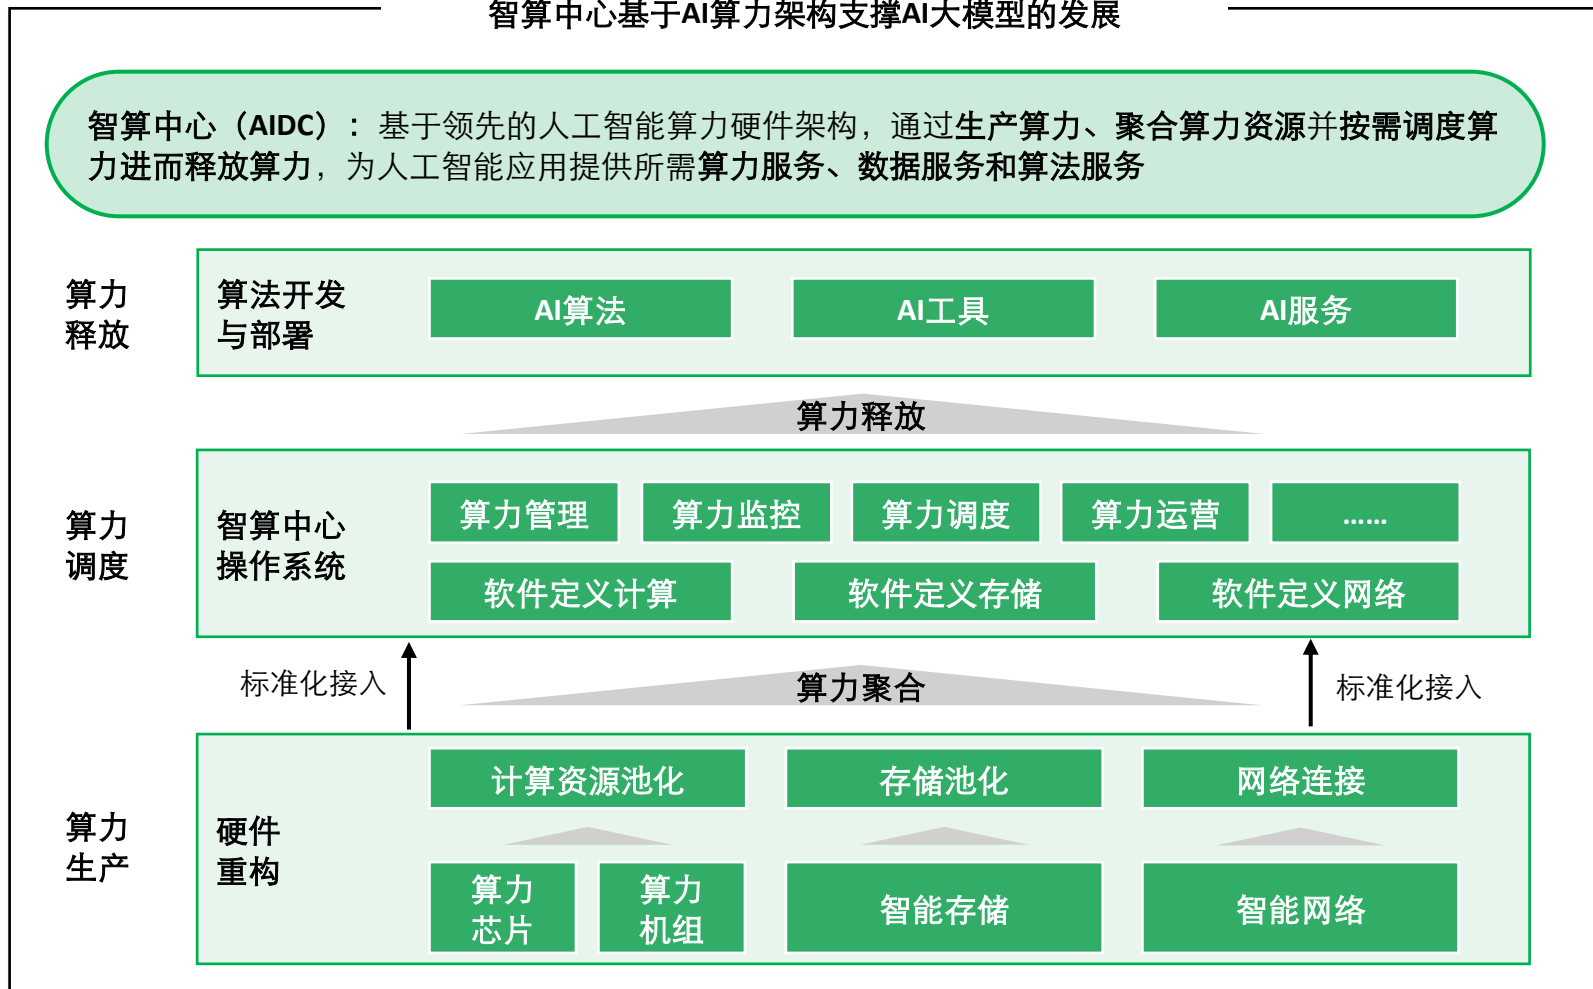 智算中心基于AI算力架构支撑AI大模型的发展
智算中心（AIDC）：基于领先的人工智能算力硬件架构，通过生产算力、聚合算力资源并按需调度算
力进而释放算力，为人工智能应用提供所需算力服务、数据服务和算法服务
算力
释放
算法开发
与部署
AI算法
AI工具
AI服务
算力释放
算力
调度
智算中心
操作系统
算力管理
算力监控
算力调度
算力运营
……
软件定义计算
软件定义存储
软件定义网络
标准化接入
算力聚合
标准化接入
算力
生产
硬件
重构
计算资源池化
存储池化
网络连接
算力
芯片
算力
机组
智能存储
智能网络